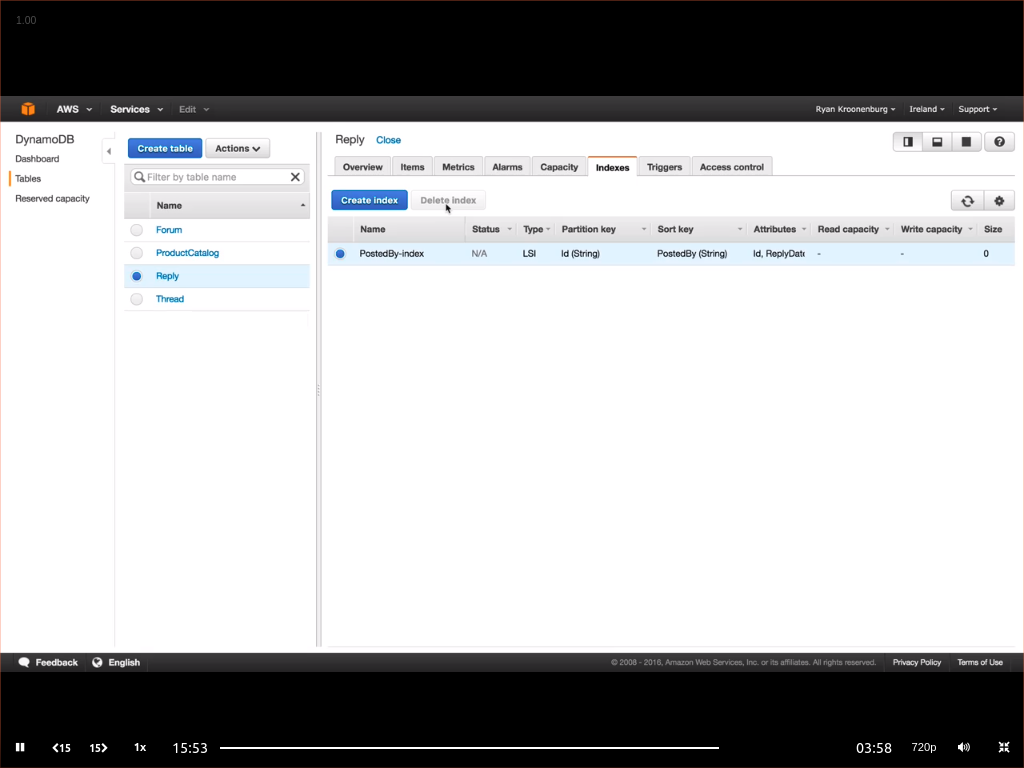 1.00
AWS Services Edit Ryan Kroonenburg Ireland Support
DynamoDB
Dashboard
Tables
Reserved capacity
Create table Actions
Filter by table name
Name
Forum
ProductCatalog
Reply
Thread
Reply Close
Overview Items Metrics Alarms Capacity Indexes Triggers Access control
Create index Delete index
Name Status Type Partition key Sort key Attributes Read capacity Write capacity Size
PostedBy-index N/A LSI Id (String) PostedBy (String) Id, ReplyDate - - 0
Feedback English © 2008 - 2016, Amazon Web Services, Inc. or its affiliates. All rights reserved. Privacy Policy Terms of Use
15 15 1x 15:53 03:58 720p